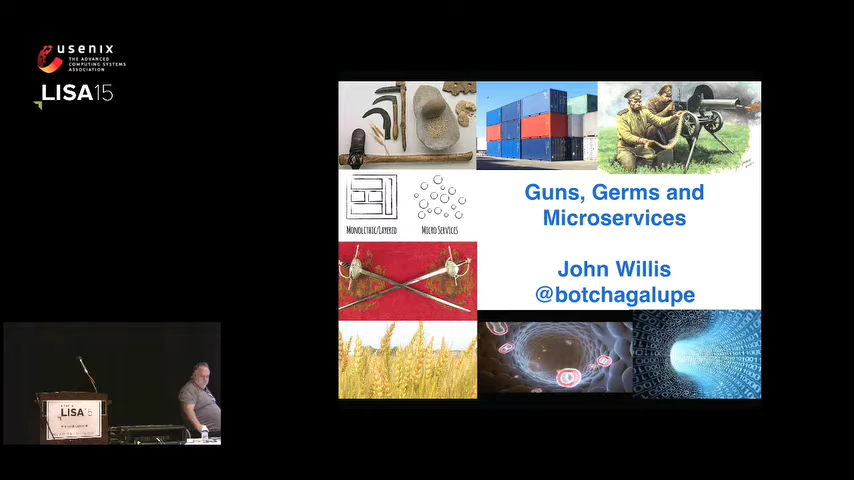 usenix
THE ADVANCED
COMPUTING SYSTEMS
ASSOCIATION
LISA15
Guns, Germs and
Microservices
MONOLITHIC/LAYERED
MICRO SERVICES
John Willis
@botchagalupe
LISA15